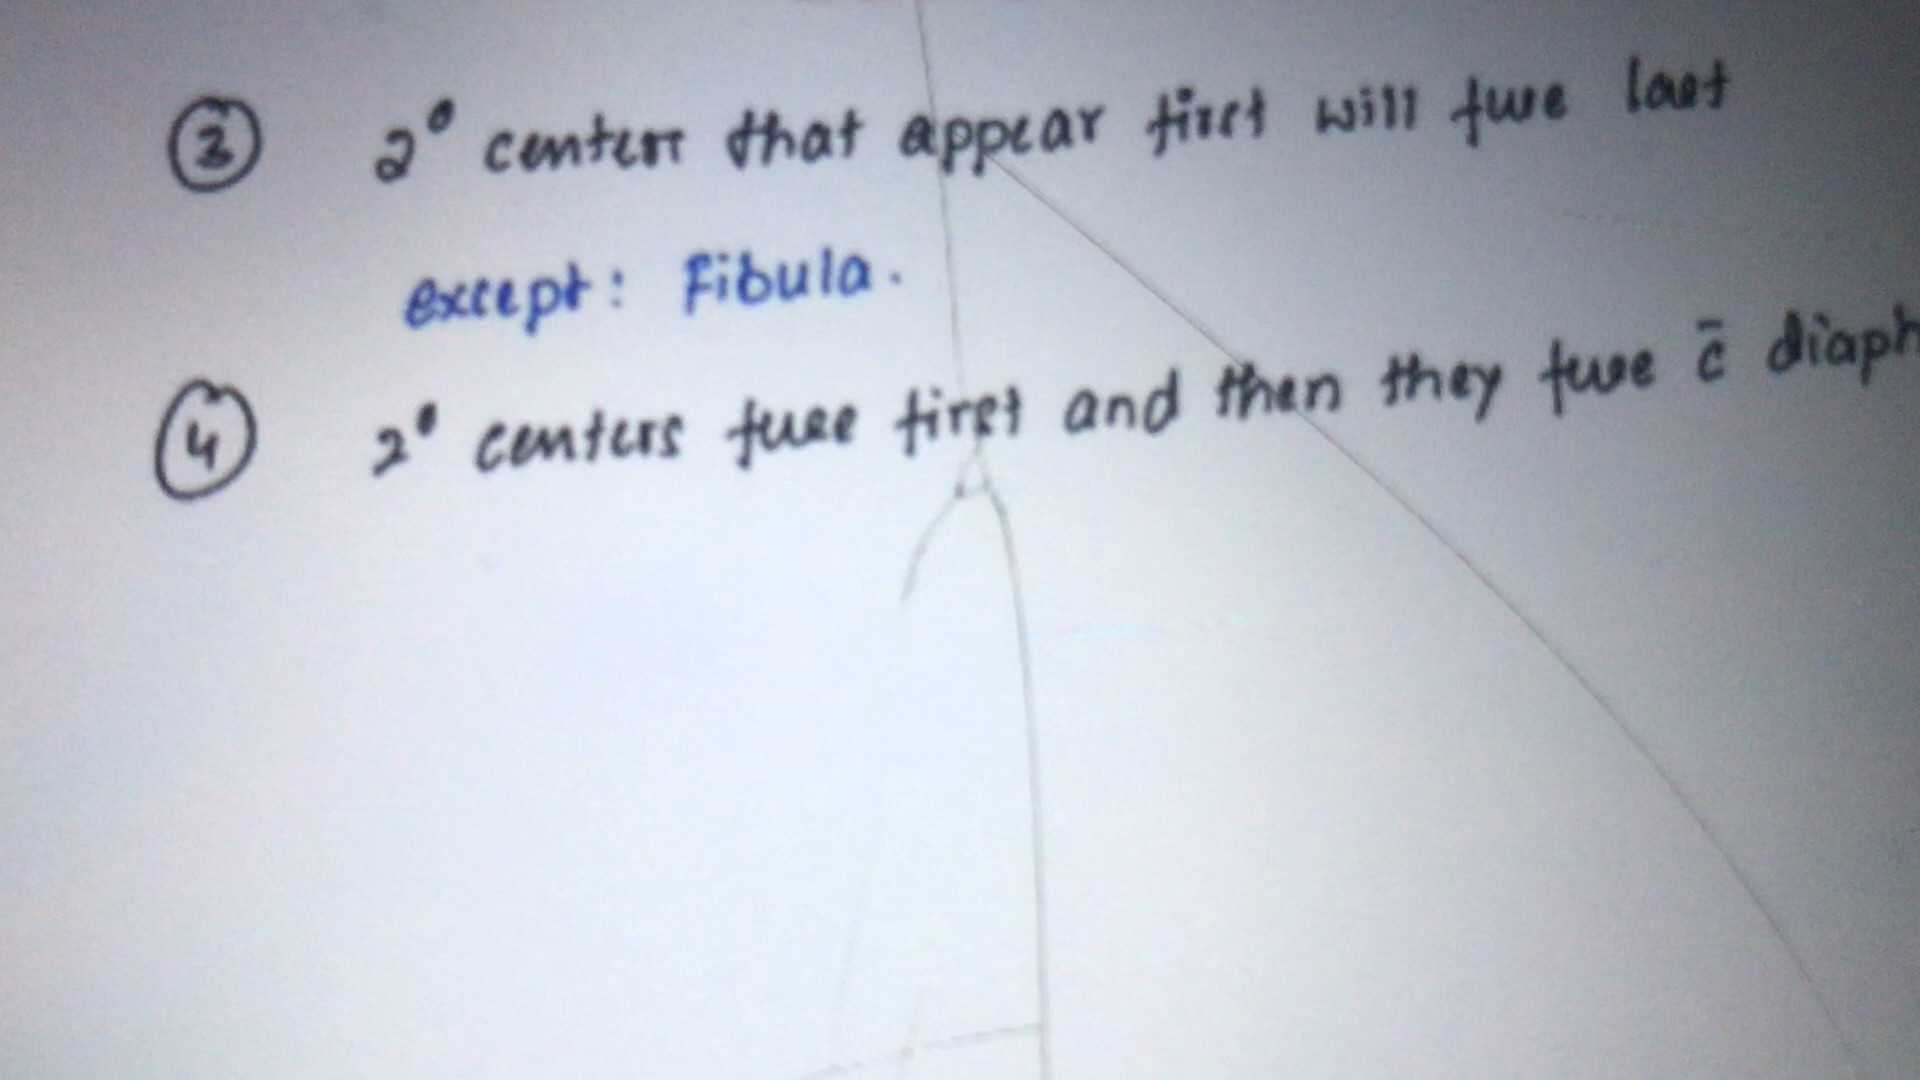 ③ 2° centers that appear first will fuse last
except: Fibula.
④ 2° centers fuse first and then they fuse c̄ diaph